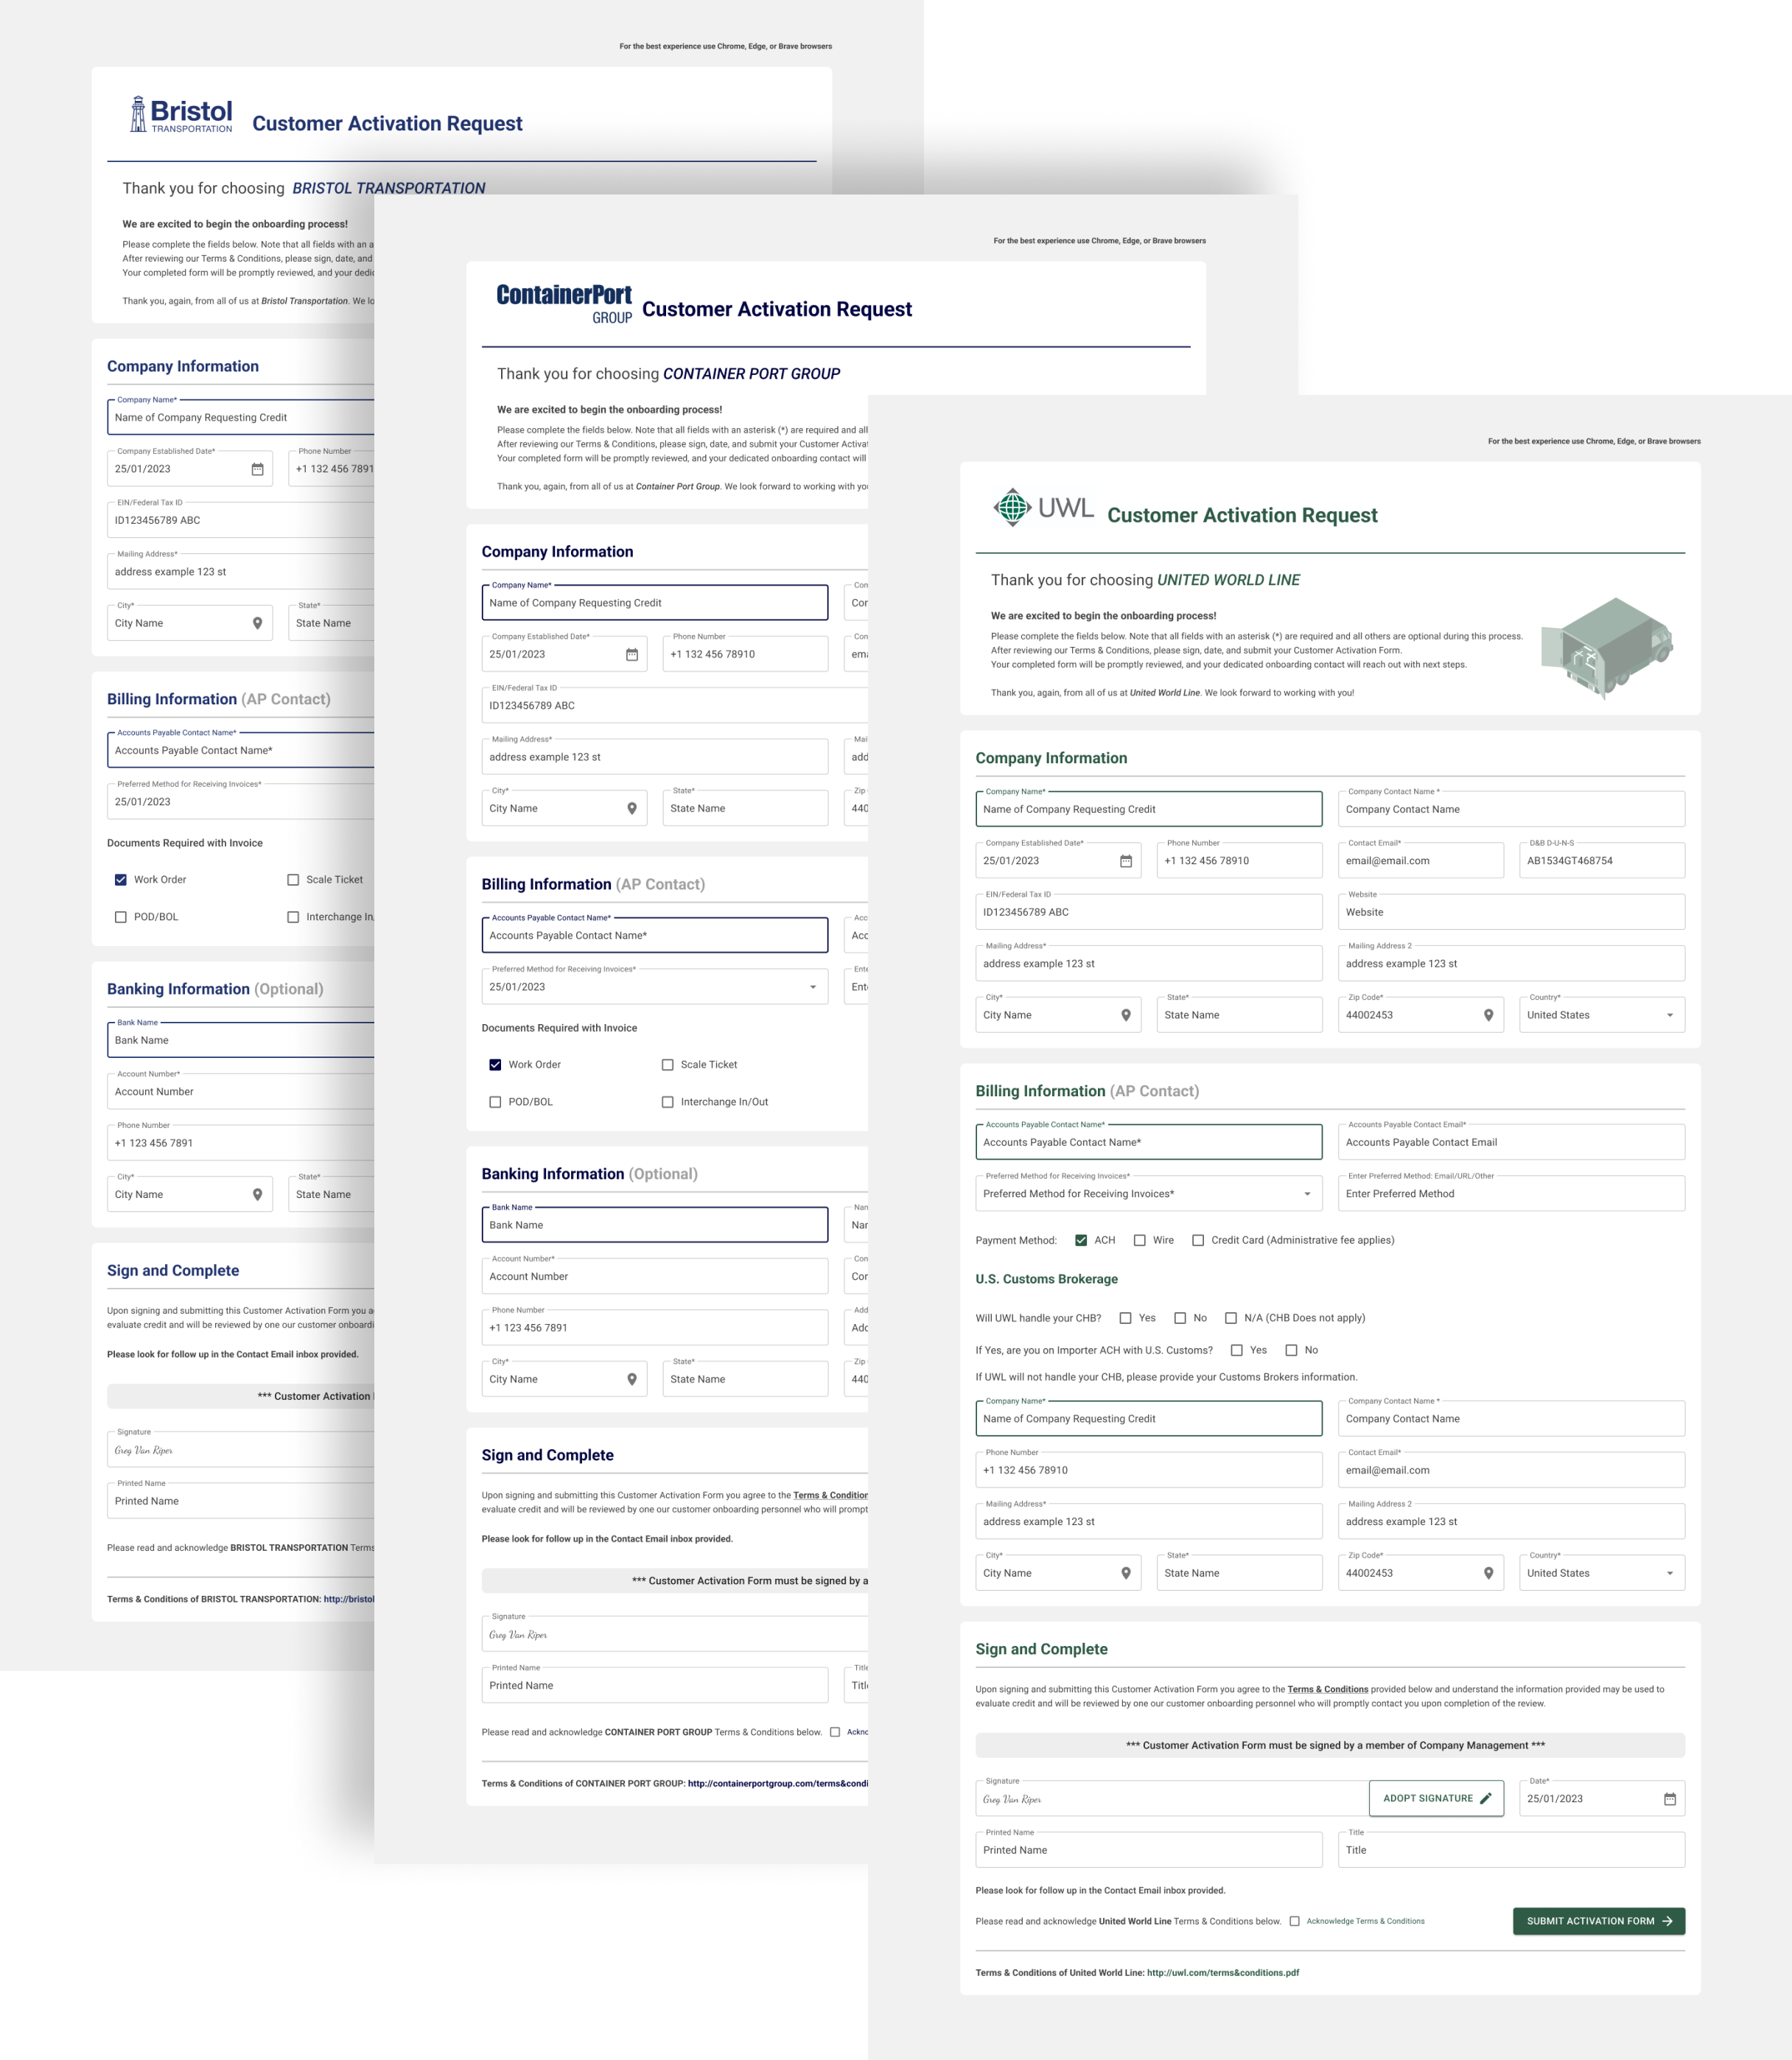 For the best experience use Chrome, Edge, or Brave browsers
Bristol
TRANSPORTATION
Customer Activation Request
Thank you for choosing BRISTOL TRANSPORTATION
We are excited to begin the onboarding process!
Please complete the fields below. Note that all fields with an a
After reviewing our Terms & Conditions, please sign, date, and
Your completed form will be promptly reviewed, and your dedic
Thank you, again, from all of us at Bristol Transportation. We lo
Company Information
Company Name*
Name of Company Requesting Credit
Company Established Date* Phone Number
25/01/2023 +1 132 456 7891
EIN/Federal Tax ID
ID123456789 ABC
Mailing Address*
address example 123 st
City* State*
City Name State Name
Billing Information (AP Contact)
Accounts Payable Contact Name*
Accounts Payable Contact Name*
Preferred Method for Receiving Invoices*
25/01/2023
Documents Required with Invoice
Work Order Scale Ticket
POD/BOL Interchange In
Banking Information (Optional)
Bank Name
Bank Name
Account Number*
Account Number
Phone Number
+1 123 456 7891
City* State*
City Name State Name
Sign and Complete
Upon signing and submitting this Customer Activation Form you a
evaluate credit and will be reviewed by one our customer onboardi
Please look for follow up in the Contact Email inbox provided.
*** Customer Activation
Signature
Greg Van Riper
Printed Name
Printed Name
Please read and acknowledge BRISTOL TRANSPORTATION Terms
Terms & Conditions of BRISTOL TRANSPORTATION: http://bristol
For the best experience use Chrome, Edge, or Brave browsers
ContainerPort
GROUP
Customer Activation Request
Thank you for choosing CONTAINER PORT GROUP
We are excited to begin the onboarding process!
Please complete the fields below. Note that all fields with an asterisk (*) are required and all
After reviewing our Terms & Conditions, please sign, date, and submit your Customer Activat
Your completed form will be promptly reviewed, and your dedicated onboarding contact will
Thank you, again, from all of us at Container Port Group. We look forward to working with you
Company Information
Company Name* Com
Name of Company Requesting Credit Cor
Company Established Date* Phone Number Con
25/01/2023 +1 132 456 78910 ema
EIN/Federal Tax ID
ID123456789 ABC
Mailing Address* Mai
address example 123 st add
City* State* Zip
City Name State Name 440
Billing Information (AP Contact)
Accounts Payable Contact Name* Acc
Accounts Payable Contact Name* Acc
Preferred Method for Receiving Invoices* Ente
25/01/2023 Ent
Documents Required with Invoice
Work Order Scale Ticket
POD/BOL Interchange In/Out
Banking Information (Optional)
Bank Name Nam
Bank Name Nar
Account Number* Con
Account Number Cor
Phone Number Add
+1 123 456 7891 Adc
City* State* Zip
City Name State Name 440
Sign and Complete
Upon signing and submitting this Customer Activation Form you agree to the Terms & Condition
evaluate credit and will be reviewed by one our customer onboarding personnel who will prompt
Please look for follow up in the Contact Email inbox provided.
*** Customer Activation Form must be signed by a
Signature
Greg Van Riper
Printed Name Title
Printed Name Title
Please read and acknowledge CONTAINER PORT GROUP Terms & Conditions below. Ackno
Terms & Conditions of CONTAINER PORT GROUP: http://containerportgroup.com/terms&condi
For the best experience use Chrome, Edge, or Brave browsers
UWL
Customer Activation Request
Thank you for choosing UNITED WORLD LINE
We are excited to begin the onboarding process!
Please complete the fields below. Note that all fields with an asterisk (*) are required and all others are optional during this process.
After reviewing our Terms & Conditions, please sign, date, and submit your Customer Activation Form.
Your completed form will be promptly reviewed, and your dedicated onboarding contact will reach out with next steps.
Thank you, again, from all of us at United World Line. We look forward to working with you!
Company Information
Company Name* Company Contact Name *
Name of Company Requesting Credit Company Contact Name
Company Established Date* Phone Number Contact Email* D&B D-U-N-S
25/01/2023 +1 132 456 78910 email@email.com AB1534GT468754
EIN/Federal Tax ID Website
ID123456789 ABC Website
Mailing Address* Mailing Address 2
address example 123 st address example 123 st
City* State* Zip Code* Country*
City Name State Name 44002453 United States
Billing Information (AP Contact)
Accounts Payable Contact Name* Accounts Payable Contact Email*
Accounts Payable Contact Name* Accounts Payable Contact Email
Preferred Method for Receiving Invoices* Enter Preferred Method: Email/URL/Other
Preferred Method for Receiving Invoices* Enter Preferred Method
Payment Method: ACH Wire Credit Card (Administrative fee applies)
U.S. Customs Brokerage
Will UWL handle your CHB? Yes No N/A (CHB Does not apply)
If Yes, are you on Importer ACH with U.S. Customs? Yes No
If UWL will not handle your CHB, please provide your Customs Brokers information.
Company Name* Company Contact Name *
Name of Company Requesting Credit Company Contact Name
Phone Number Contact Email*
+1 132 456 78910 email@email.com
Mailing Address* Mailing Address 2
address example 123 st address example 123 st
City* State* Zip Code* Country*
City Name State Name 44002453 United States
Sign and Complete
Upon signing and submitting this Customer Activation Form you agree to the Terms & Conditions provided below and understand the information provided may be used to
evaluate credit and will be reviewed by one our customer onboarding personnel who will promptly contact you upon completion of the review.
*** Customer Activation Form must be signed by a member of Company Management ***
Signature Date*
Greg Van Riper ADOPT SIGNATURE 25/01/2023
Printed Name Title
Printed Name Title
Please look for follow up in the Contact Email inbox provided.
Please read and acknowledge United World Line Terms & Conditions below. Acknowledge Terms & Conditions SUBMIT ACTIVATION FORM
Terms & Conditions of United World Line: http://uwl.com/terms&conditions.pdf